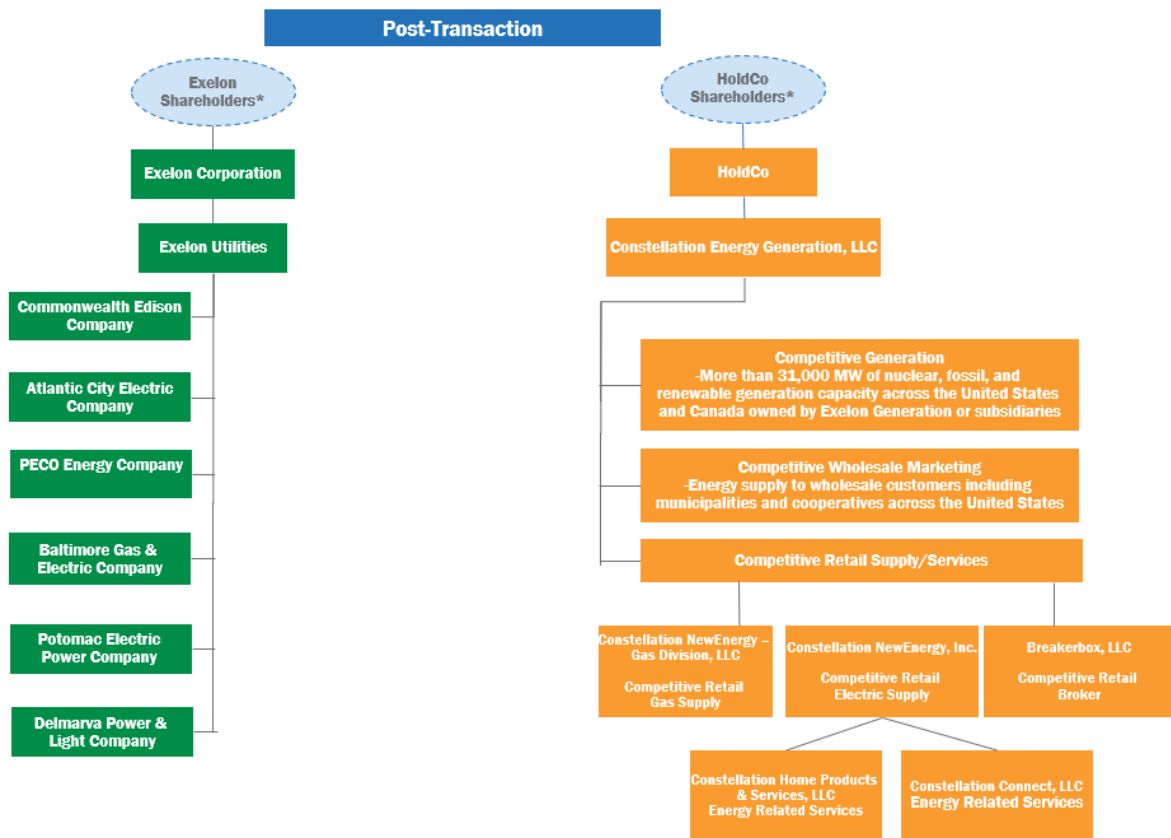 Post-Transaction
Exelon
Shareholders*
HoldCo
Shareholders*
Exelon Corporation
HoldCo
Exelon Utilities
Constellation Energy Generation, LLC
Commonwealth Edison
Company
Atlantic City Electric
Company
PECO Energy Company
Baltimore Gas &
Electric Company
Potomac Electric
Power Company
Delmarva Power &
Light Company
Competitive Generation
-More than 31,000 MW of nuclear, fossil, and
renewable generation capacity across the United States
and Canada owned by Exelon Generation or subsidiaries
Competitive Wholesale Marketing
-Energy supply to wholesale customers including
municipalities and cooperatives across the United States
Competitive Retail Supply/Services
Constellation NewEnergy –
Gas Division, LLC
Competitive Retail
Gas Supply
Constellation NewEnergy, Inc.
Competitive Retail
Electric Supply
Breakerbox, LLC
Competitive Retail
Broker
Constellation Home Products
& Services, LLC
Energy Related Services
Constellation Connect, LLC
Energy Related Services